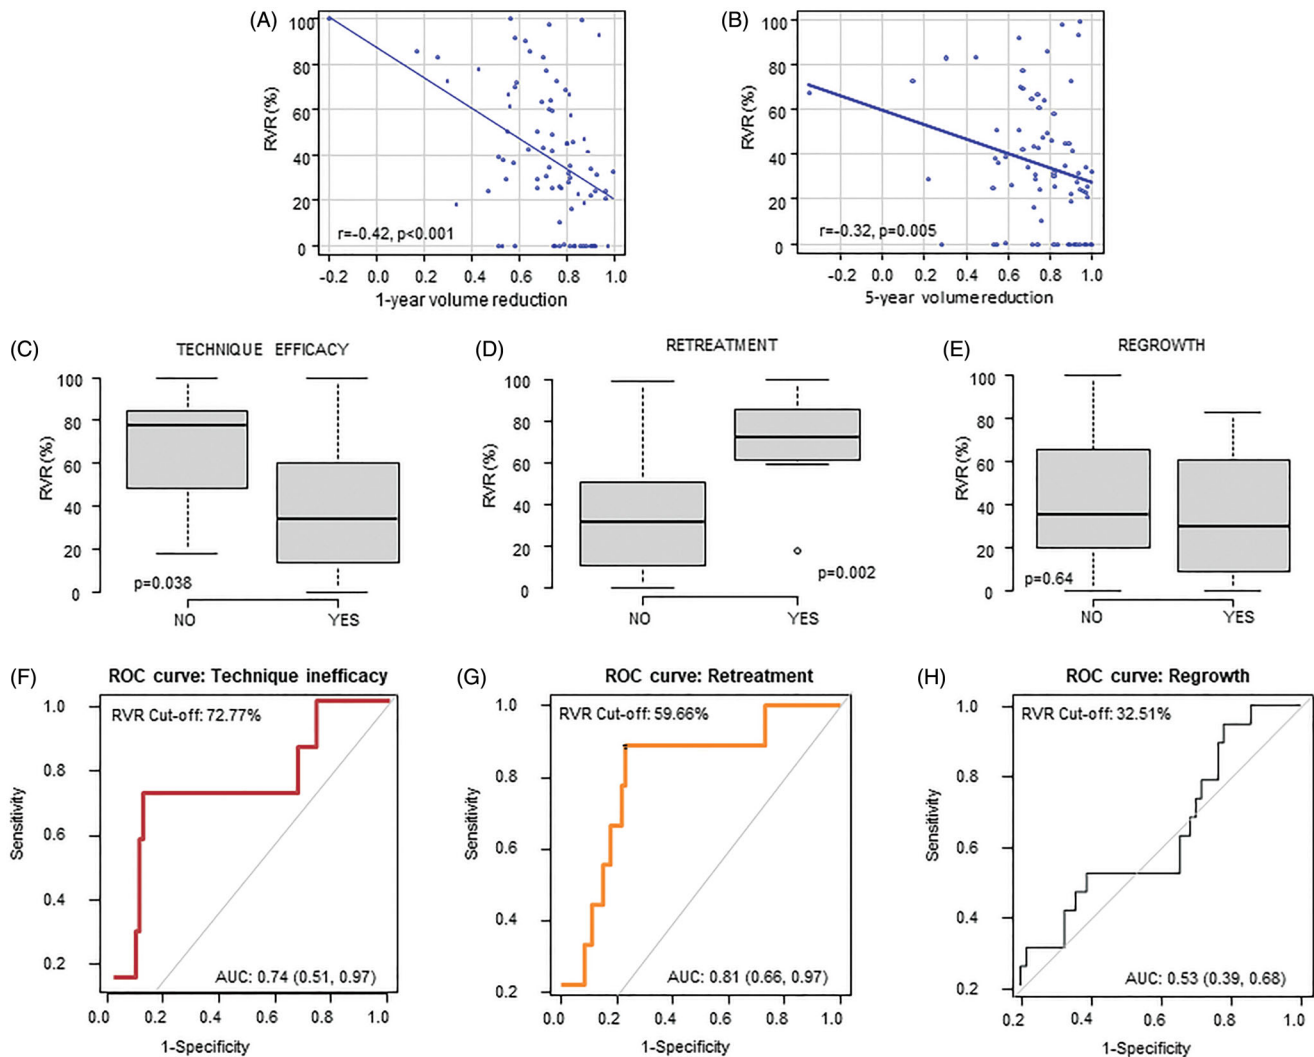 (A)
RVR (%)
100
80
60
40
20
0
r=-0.42, p<0.001
-0.2 0.0 0.2 0.4 0.6 0.8 1.0
1-year volume reduction
(B)
RVR (%)
100
80
60
40
20
0
r=-0.32, p=0.005
-0.2 0.0 0.2 0.4 0.6 0.8 1.0
5-year volume reduction
(C)
TECHNIQUE EFFICACY
RVR (%)
100
80
60
40
20
0
p=0.038
NO YES
(D)
RETREATMENT
RVR (%)
100
80
60
40
20
0
p=0.002
NO YES
(E)
REGROWTH
RVR (%)
100
80
60
40
20
0
p=0.64
NO YES
(F)
ROC curve: Technique inefficacy
RVR Cut-off: 72.77%
Sensitivity
1.0
0.8
0.6
0.4
0.2
AUC: 0.74 (0.51, 0.97)
0.0 0.2 0.4 0.6 0.8 1.0
1-Specificity
(G)
ROC curve: Retreatment
RVR Cut-off: 59.66%
Sensitivity
1.0
0.8
0.6
0.4
0.2
AUC: 0.81 (0.66, 0.97)
0.0 0.2 0.4 0.6 0.8 1.0
1-Specificity
(H)
ROC curve: Regrowth
RVR Cut-off: 32.51%
Sensitivity
1.0
0.8
0.6
0.4
0.2
AUC: 0.53 (0.39, 0.68)
0.2 0.4 0.6 0.8 1.0
1-Specificity